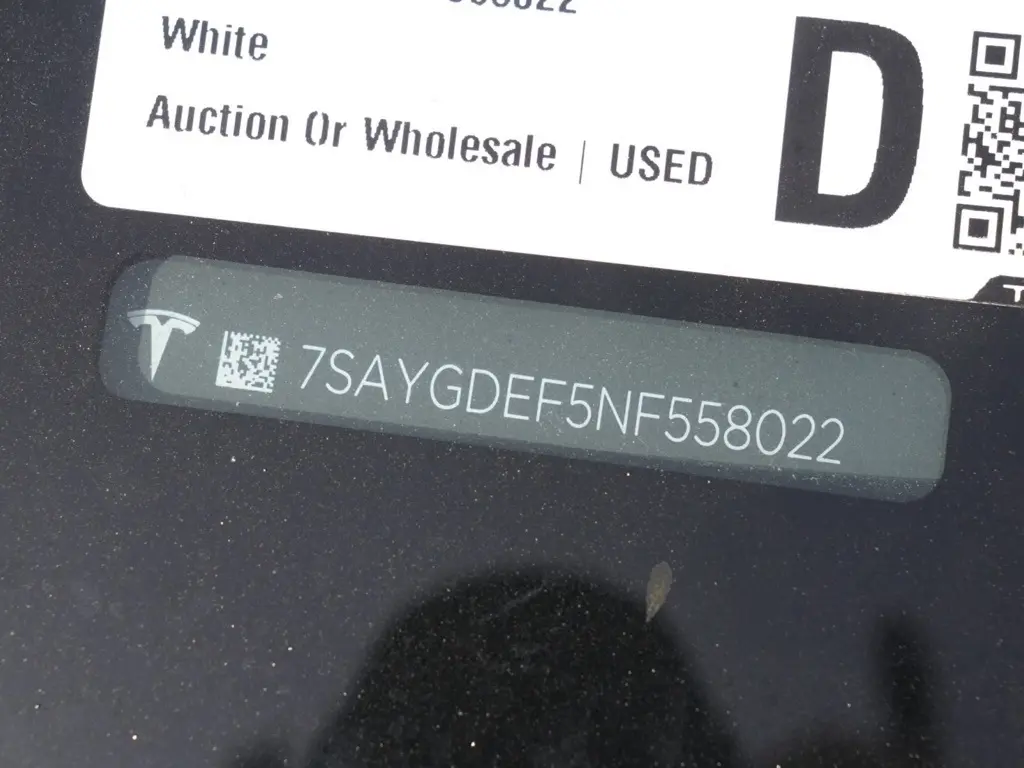 White
Auction Or Wholesale | USED
D
7SAYGDEF5NF558022